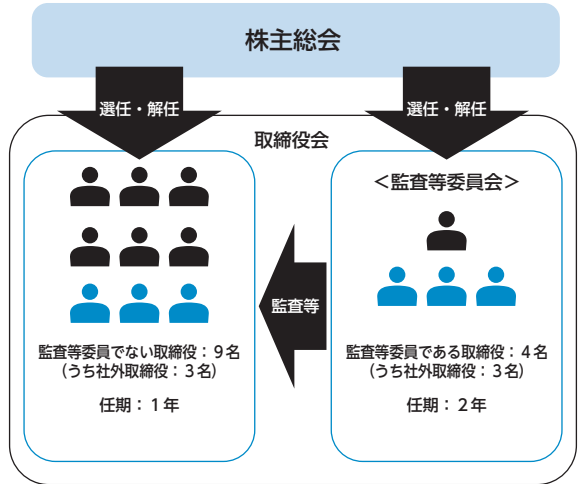 株主総会
選任・解任
選任・解任
取締役会
監査等委員でない取締役：９名
（うち社外取締役：３名）
任期：１年
監査等
＜監査等委員会＞
監査等委員である取締役：４名
（うち社外取締役：３名）
任期：２年